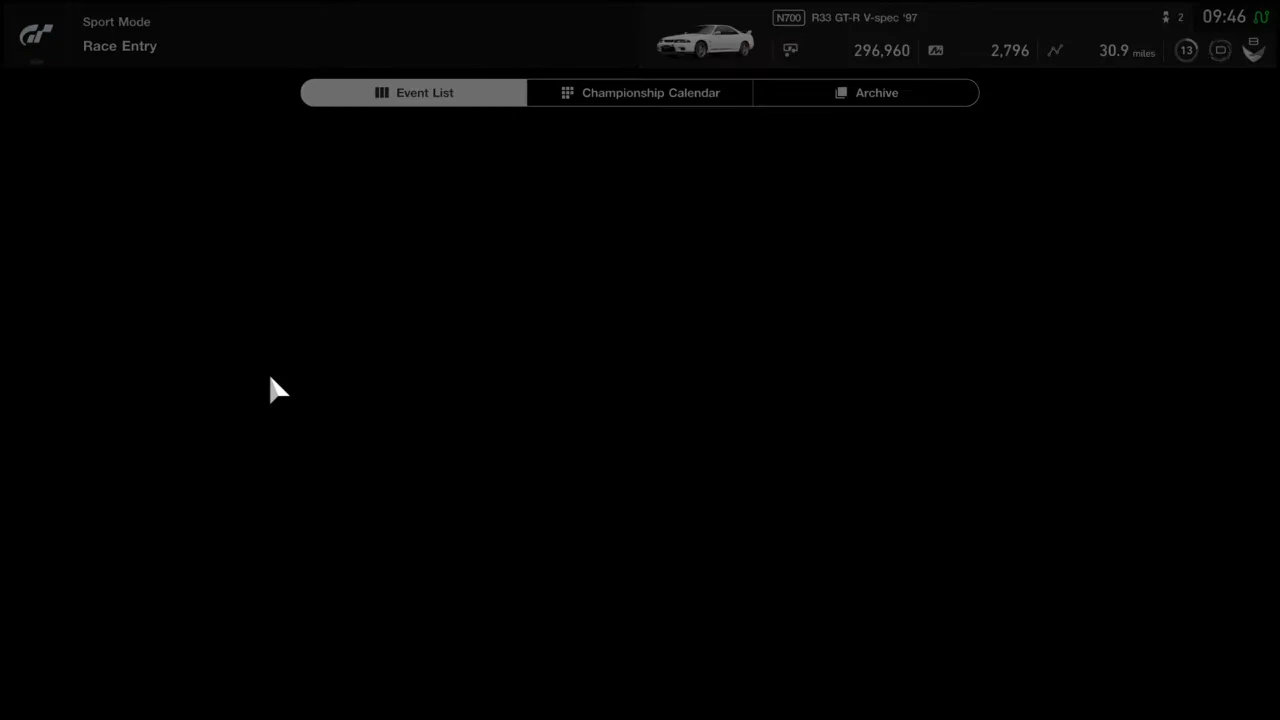 Sport Mode
Race Entry
N700 R33 GT-R V-spec '97
2 09:46
296,960 2,796 30.9 miles 13 D B
Event List Championship Calendar Archive